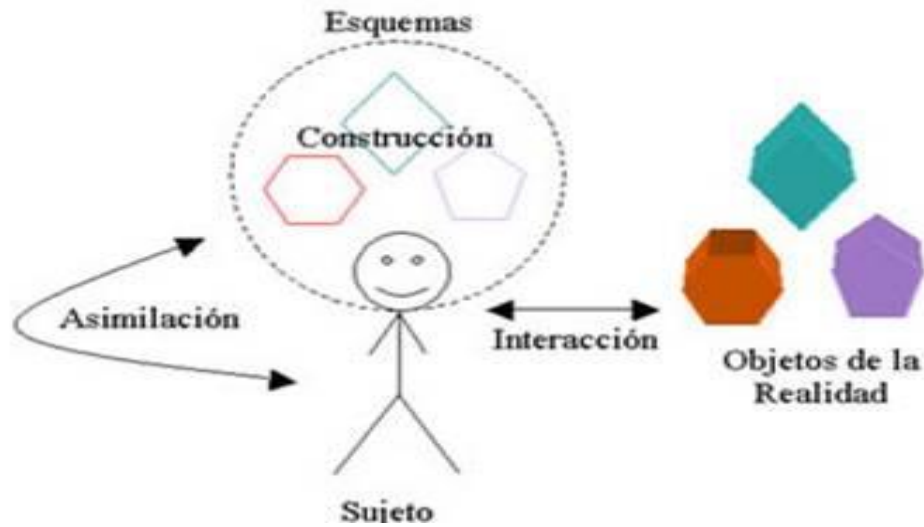 Esquemas
Construcción
Asimilación
Interacción
Objetos de la
Realidad
Sujeto